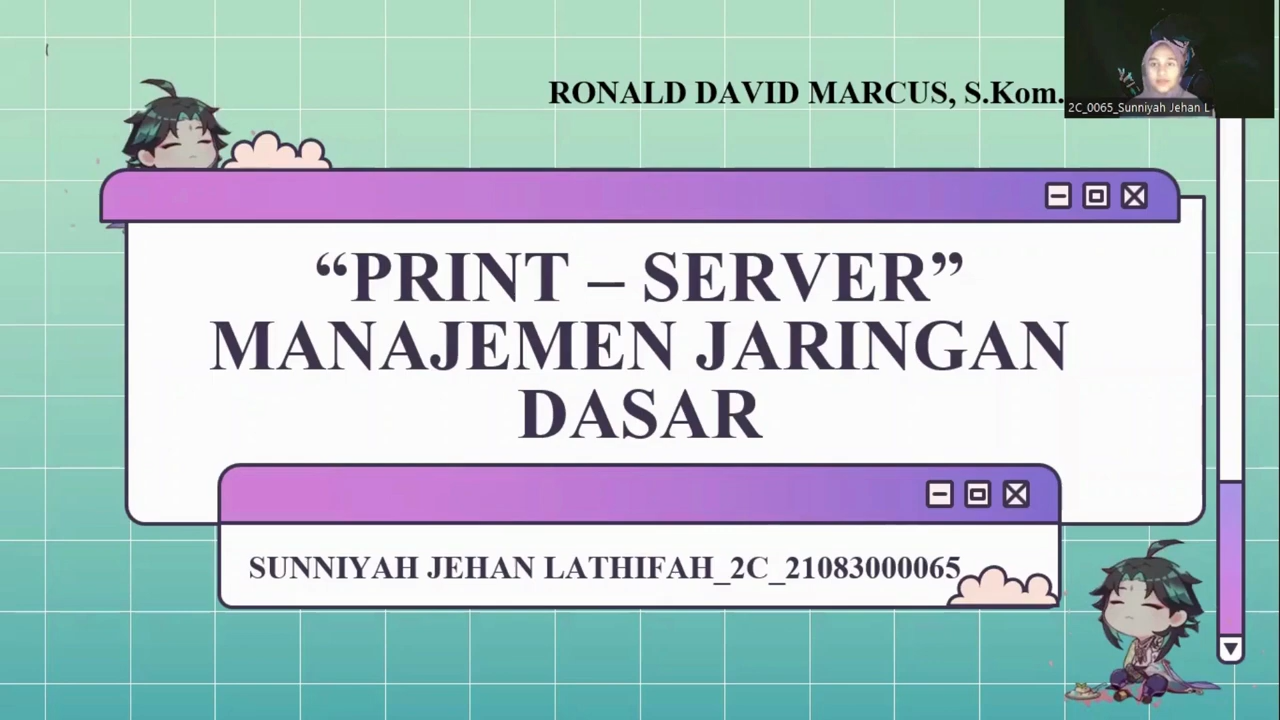 RONALD DAVID MARCUS, S.Kom.
2C_0065_Sunniyah Jehan L
“PRINT – SERVER”
MANAJEMEN JARINGAN
DASAR
SUNNIYAH JEHAN LATHIFAH_2C_21083000065